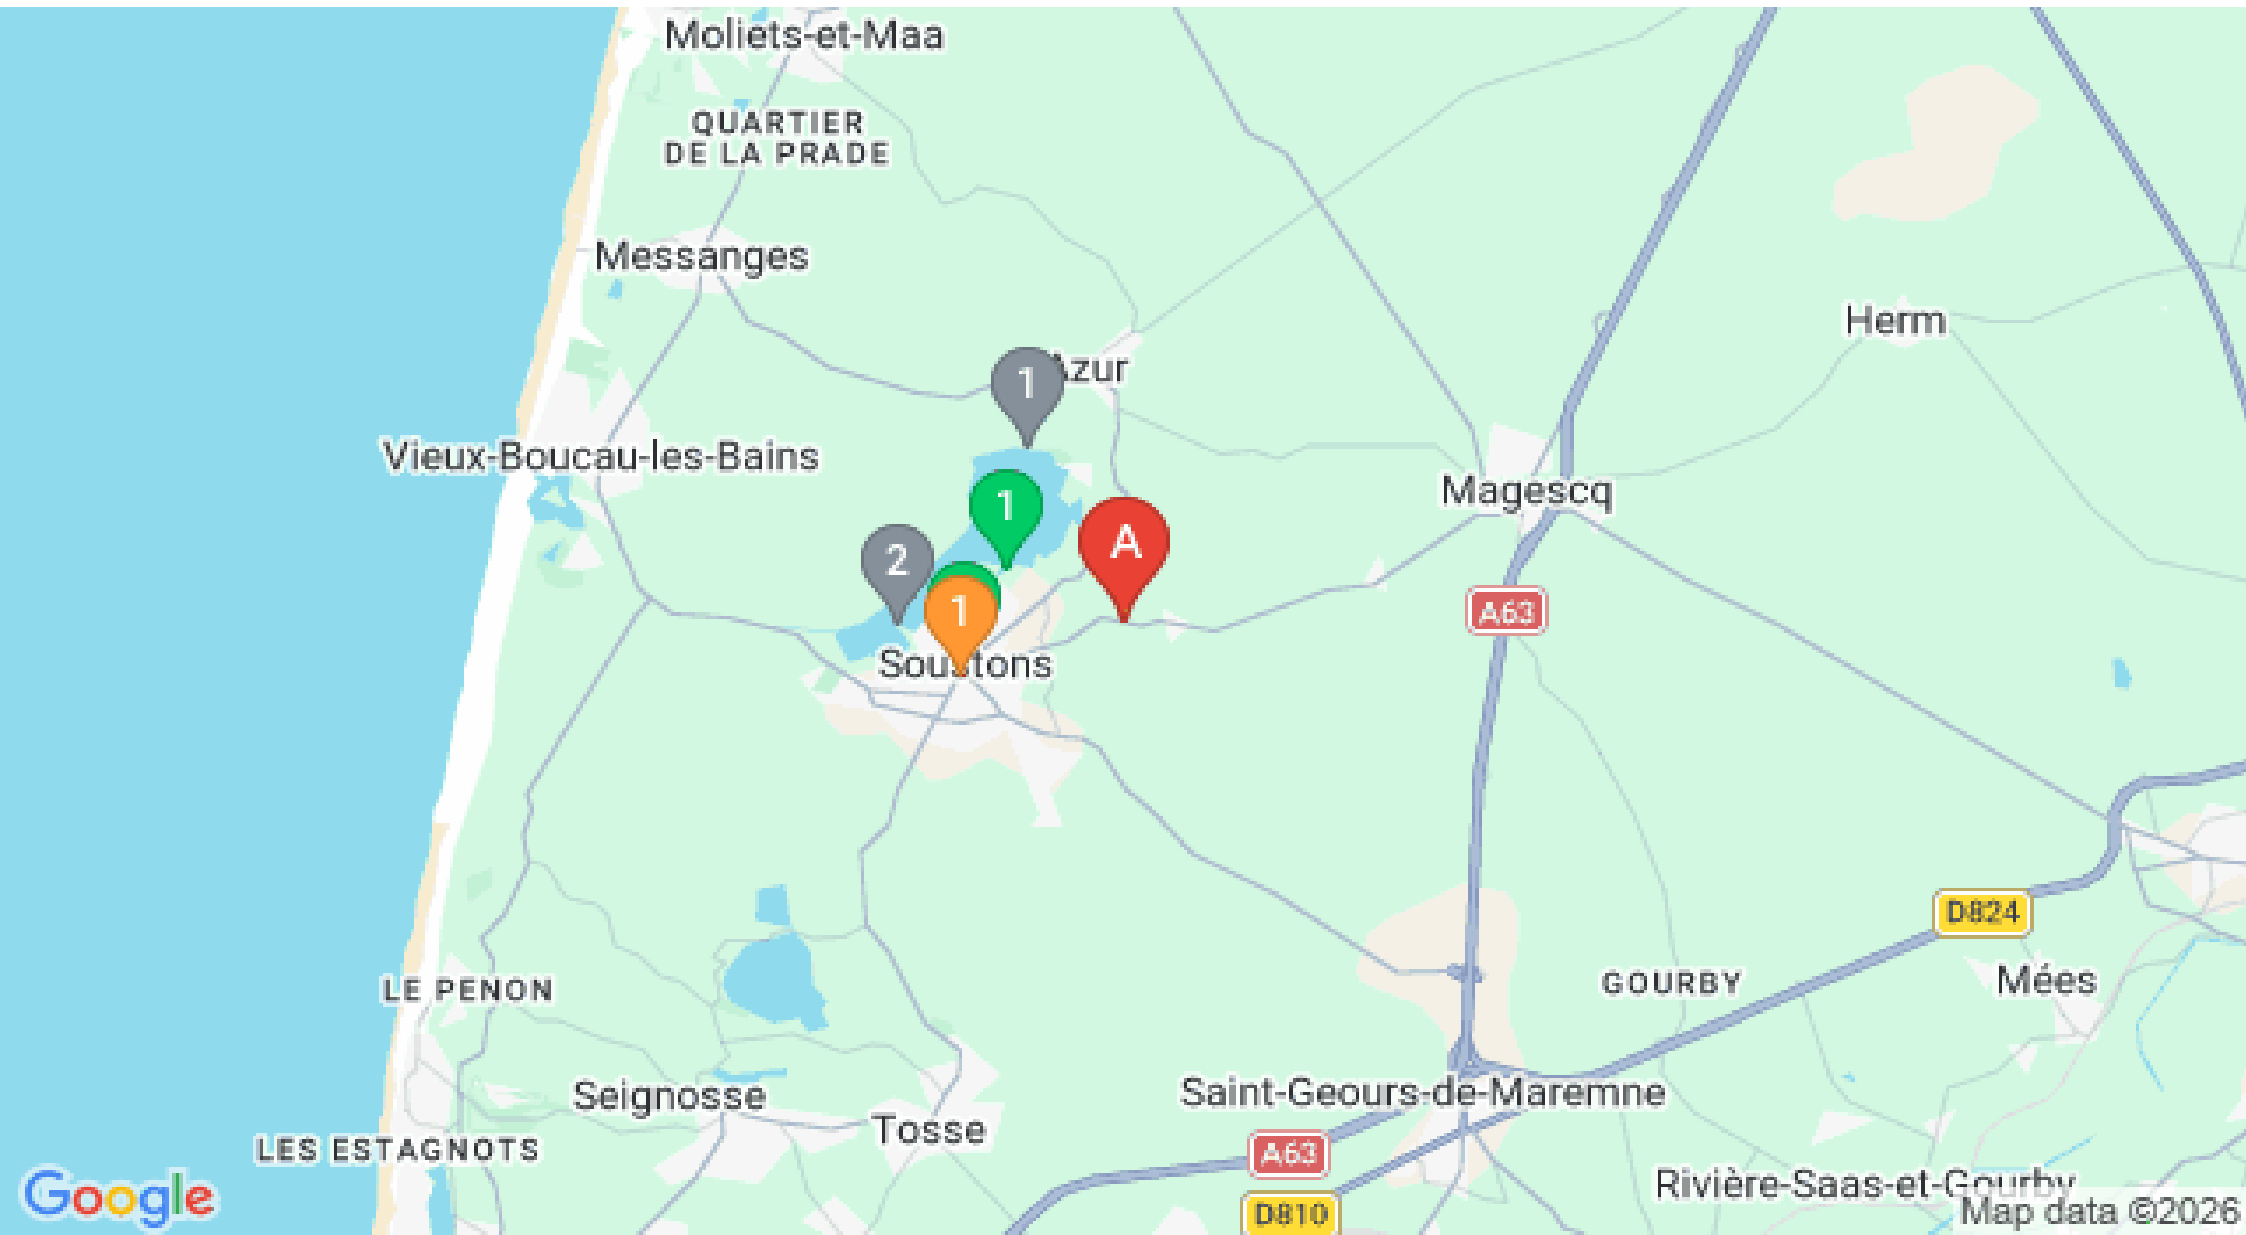 Moliets-et-Maa
QUARTIER
DE LA PRADE
Messanges
Herm
Azur
1
Vieux-Boucau-les-Bains
Magescq
1
A
2
1
A63
Soustons
D824
LE PENON
GOURBY
Mées
Seignosse
Saint-Geours-de-Maremne
Tosse
LES ESTAGNOTS
A63
Rivière-Saas-et-Gourby
Google
D810
Map data ©2026